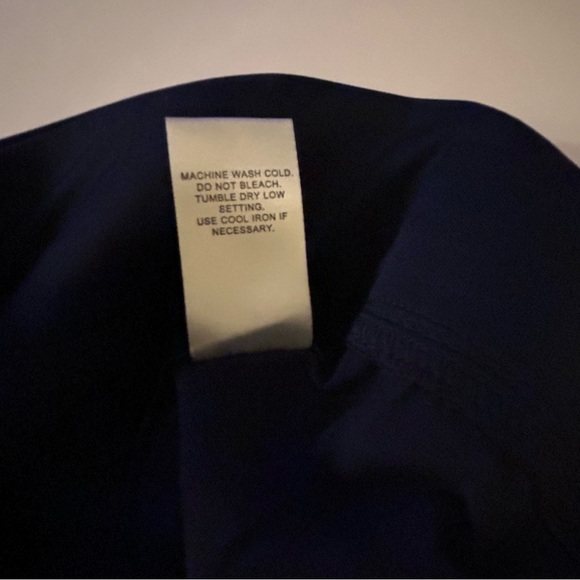 MACHINE WASH COLD.
DO NOT BLEACH.
TUMBLE DRY LOW
SETTING.
USE COOL IRON IF
NECESSARY.